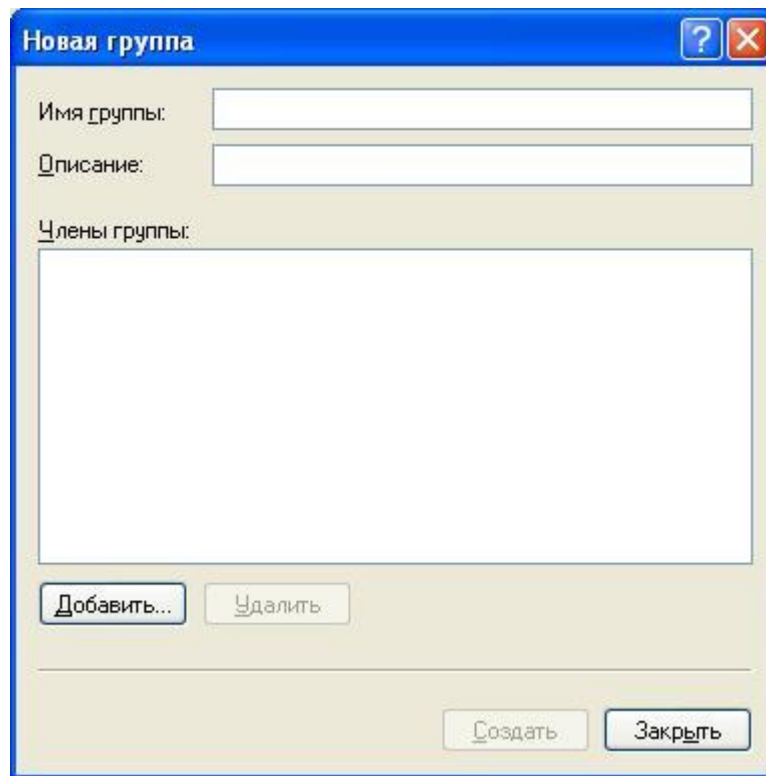 Новая группа
?
Имя группы:
Описание:
Члены группы:
Добавить... Удалить
Создать Закрыть